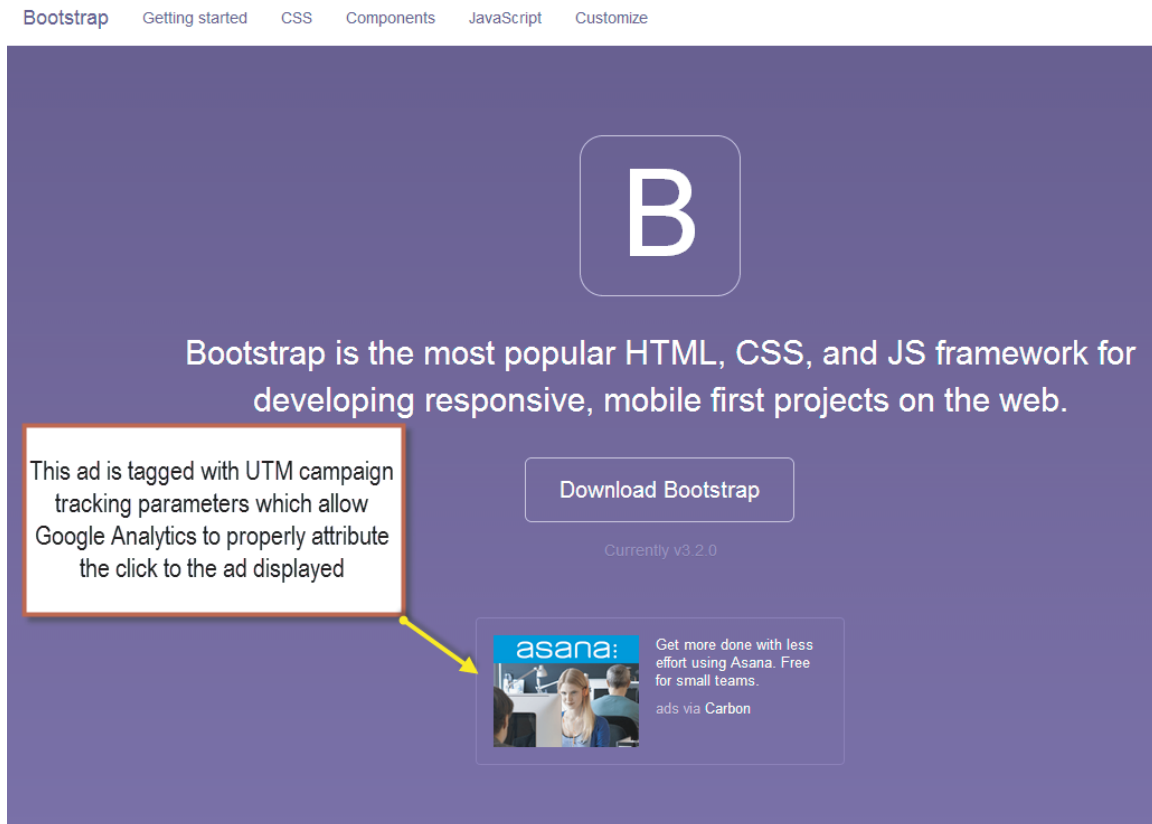 Bootstrap Getting started CSS Components JavaScript Customize
B
Bootstrap is the most popular HTML, CSS, and JS framework for
developing responsive, mobile first projects on the web.
This ad is tagged with UTM campaign
tracking parameters which allow
Google Analytics to properly attribute
the click to the ad displayed
Download Bootstrap
Currently v3.2.0
asana:
Get more done with less
effort using Asana. Free
for small teams.
ads via Carbon